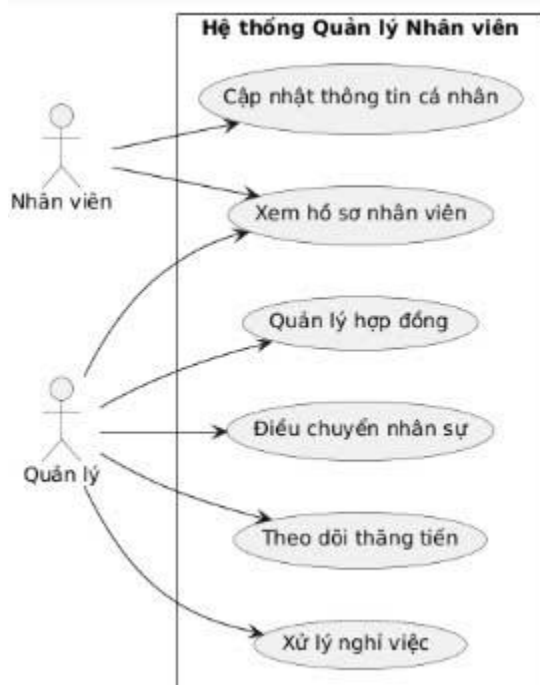 Hệ thống Quản lý Nhân viên
Cập nhật thông tin cá nhân
Nhân viên
Xem hồ sơ nhân viên
Quản lý hợp đồng
Điều chuyển nhân sự
Quản lý
Theo dõi thăng tiến
Xử lý nghỉ việc